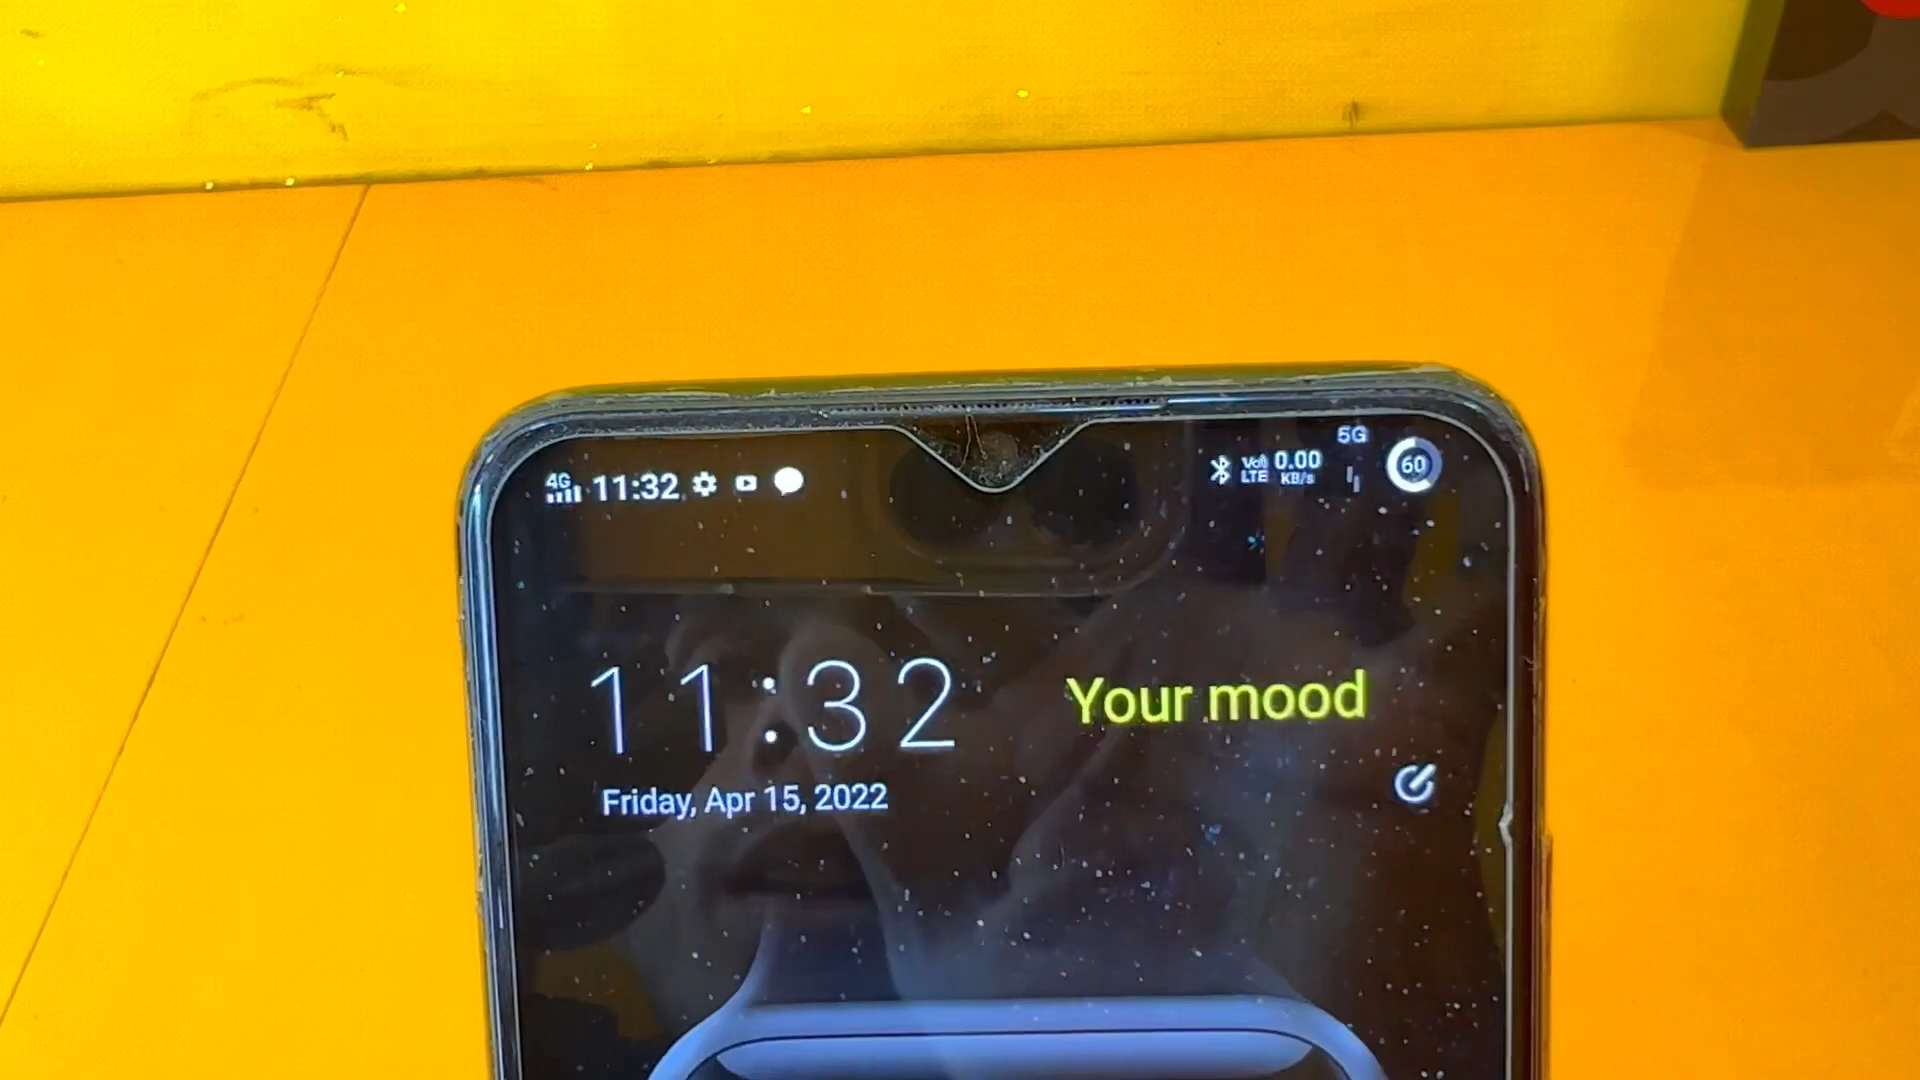 4G 11:32
Vo)) LTE 0.00 KB/s 5G 60
11:32
Your mood
Friday, Apr 15, 2022